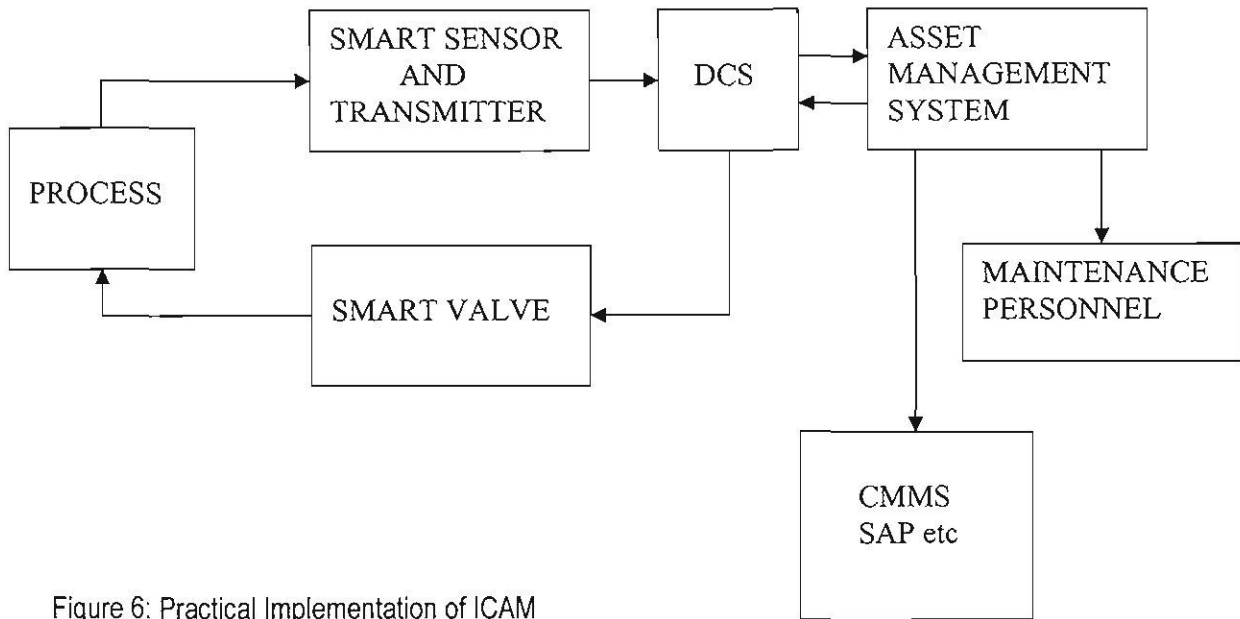 SMART SENSOR
AND
TRANSMITTER
DCS
ASSET
MANAGEMENT
SYSTEM
PROCESS
SMART VALVE
MAINTENANCE
PERSONNEL
CMMS
SAP etc
Figure 6: Practical Implementation of ICAM